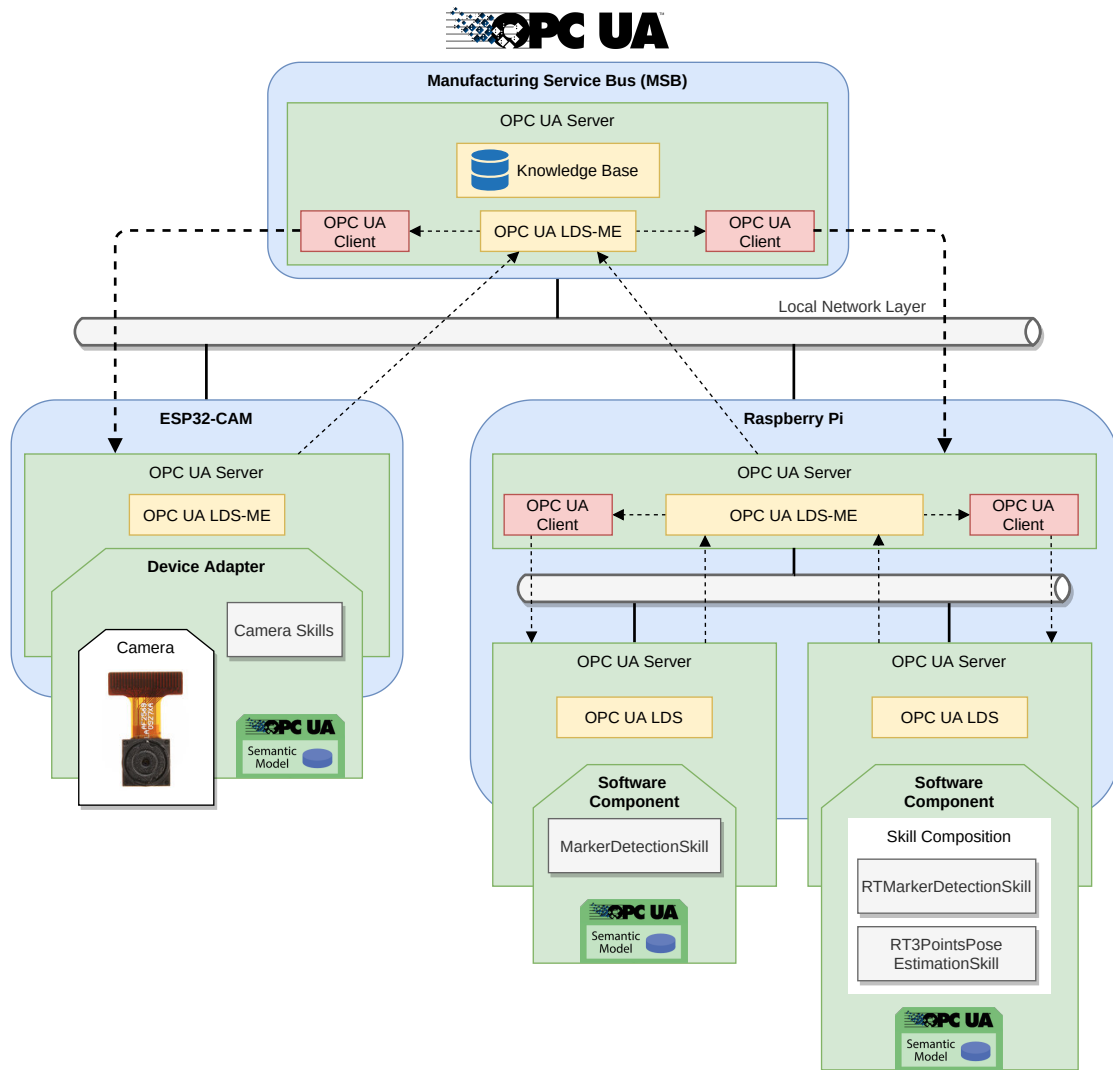 OPC UA
Manufacturing Service Bus (MSB)
OPC UA Server
Knowledge Base
OPC UA
Client
OPC UA LDS-ME
OPC UA
Client
Local Network Layer
ESP32-CAM
OPC UA Server
OPC UA LDS-ME
Device Adapter
Camera Skills
Camera
OPC UA
Semantic
Model
Raspberry Pi
OPC UA Server
OPC UA
Client
OPC UA LDS-ME
OPC UA
Client
OPC UA Server
OPC UA LDS
Software
Component
MarkerDetectionSkill
OPC UA
Semantic
Model
OPC UA Server
OPC UA LDS
Software
Component
Skill Composition
RTMarkerDetectionSkill
RT3PointsPose
EstimationSkill
OPC UA
Semantic
Model